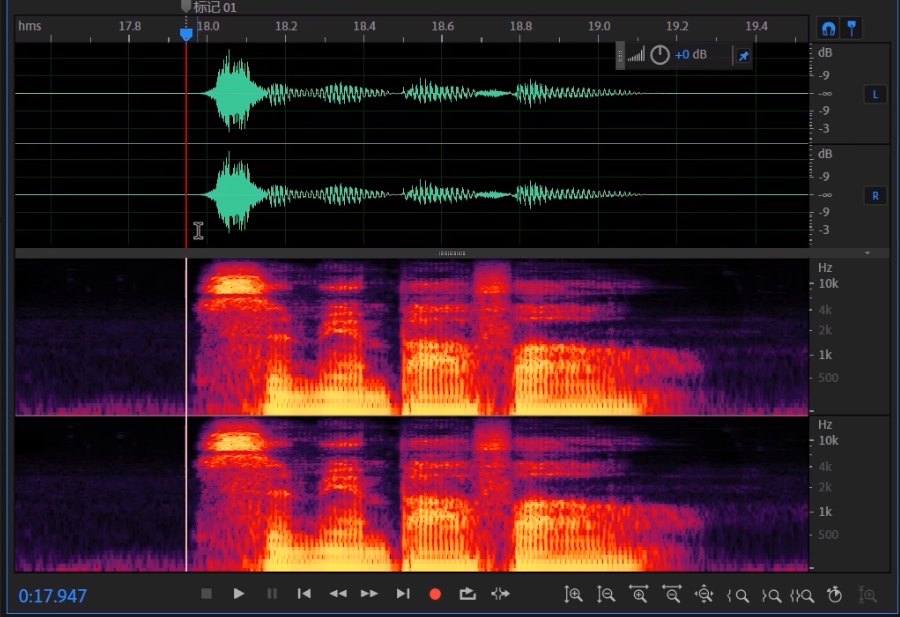 标记 01
hms 17.8 18.0 18.2 18.4 18.6 18.8 19.0 19.2 19.4
+0 dB
dB
-9
-∞
-9
-3
L
dB
-9
-∞
-9
-3
R
Hz
10k
4k
2k
1k
500
Hz
10k
4k
2k
1k
500
0:17.947